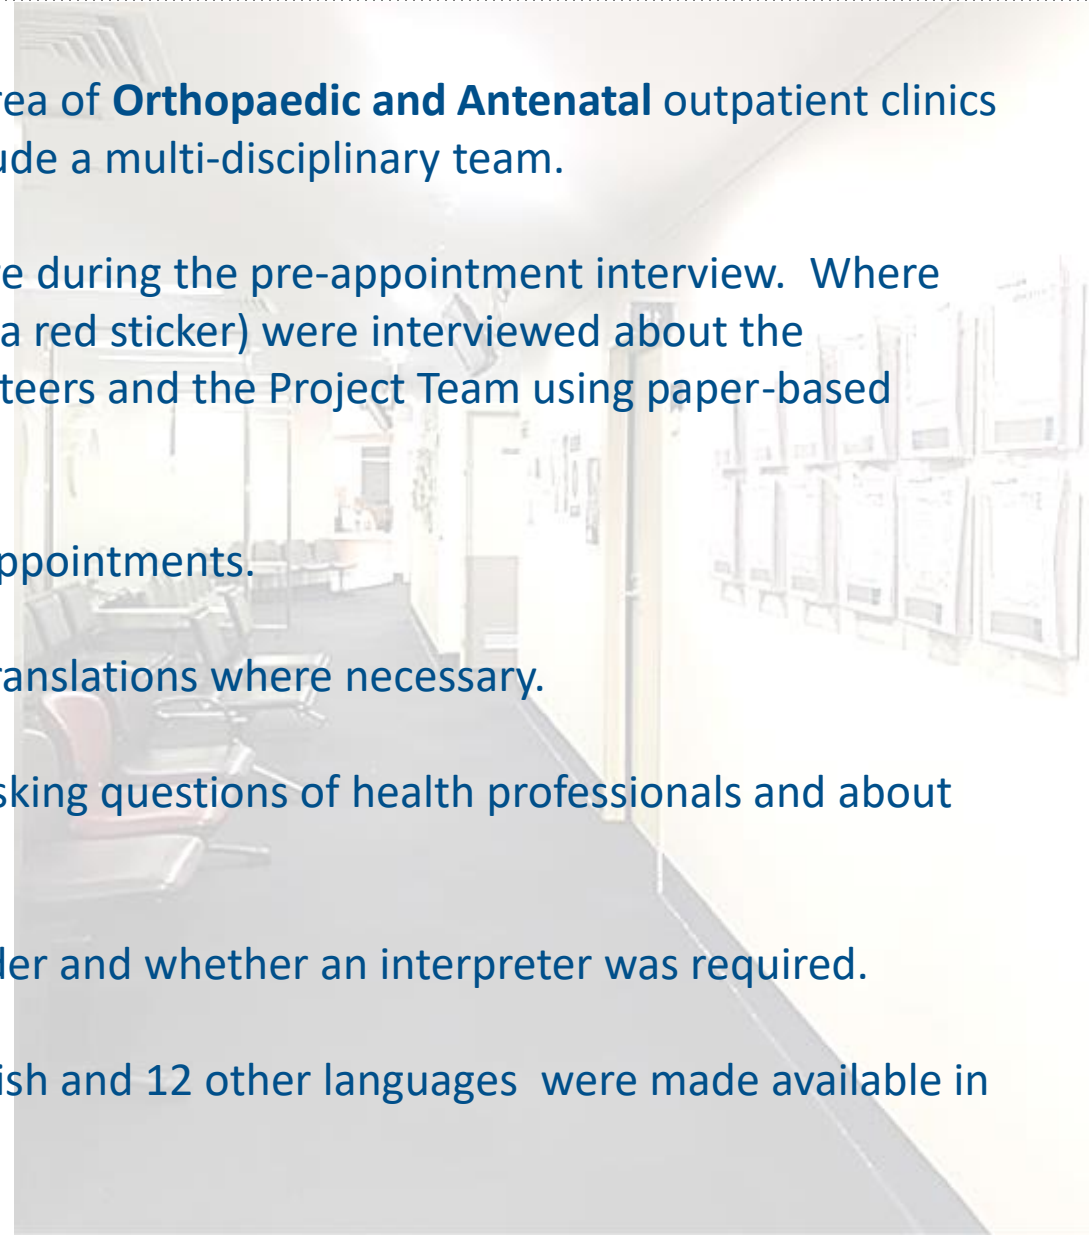 rea of Orthopaedic and Antenatal outpatient clinics
ude a multi-disciplinary team.
re during the pre-appointment interview.  Where
a red sticker) were interviewed about the
teers and the Project Team using paper-based
ppointments.
ranslations where necessary.
sking questions of health professionals and about
der and whether an interpreter was required.
ish and 12 other languages  were made available in